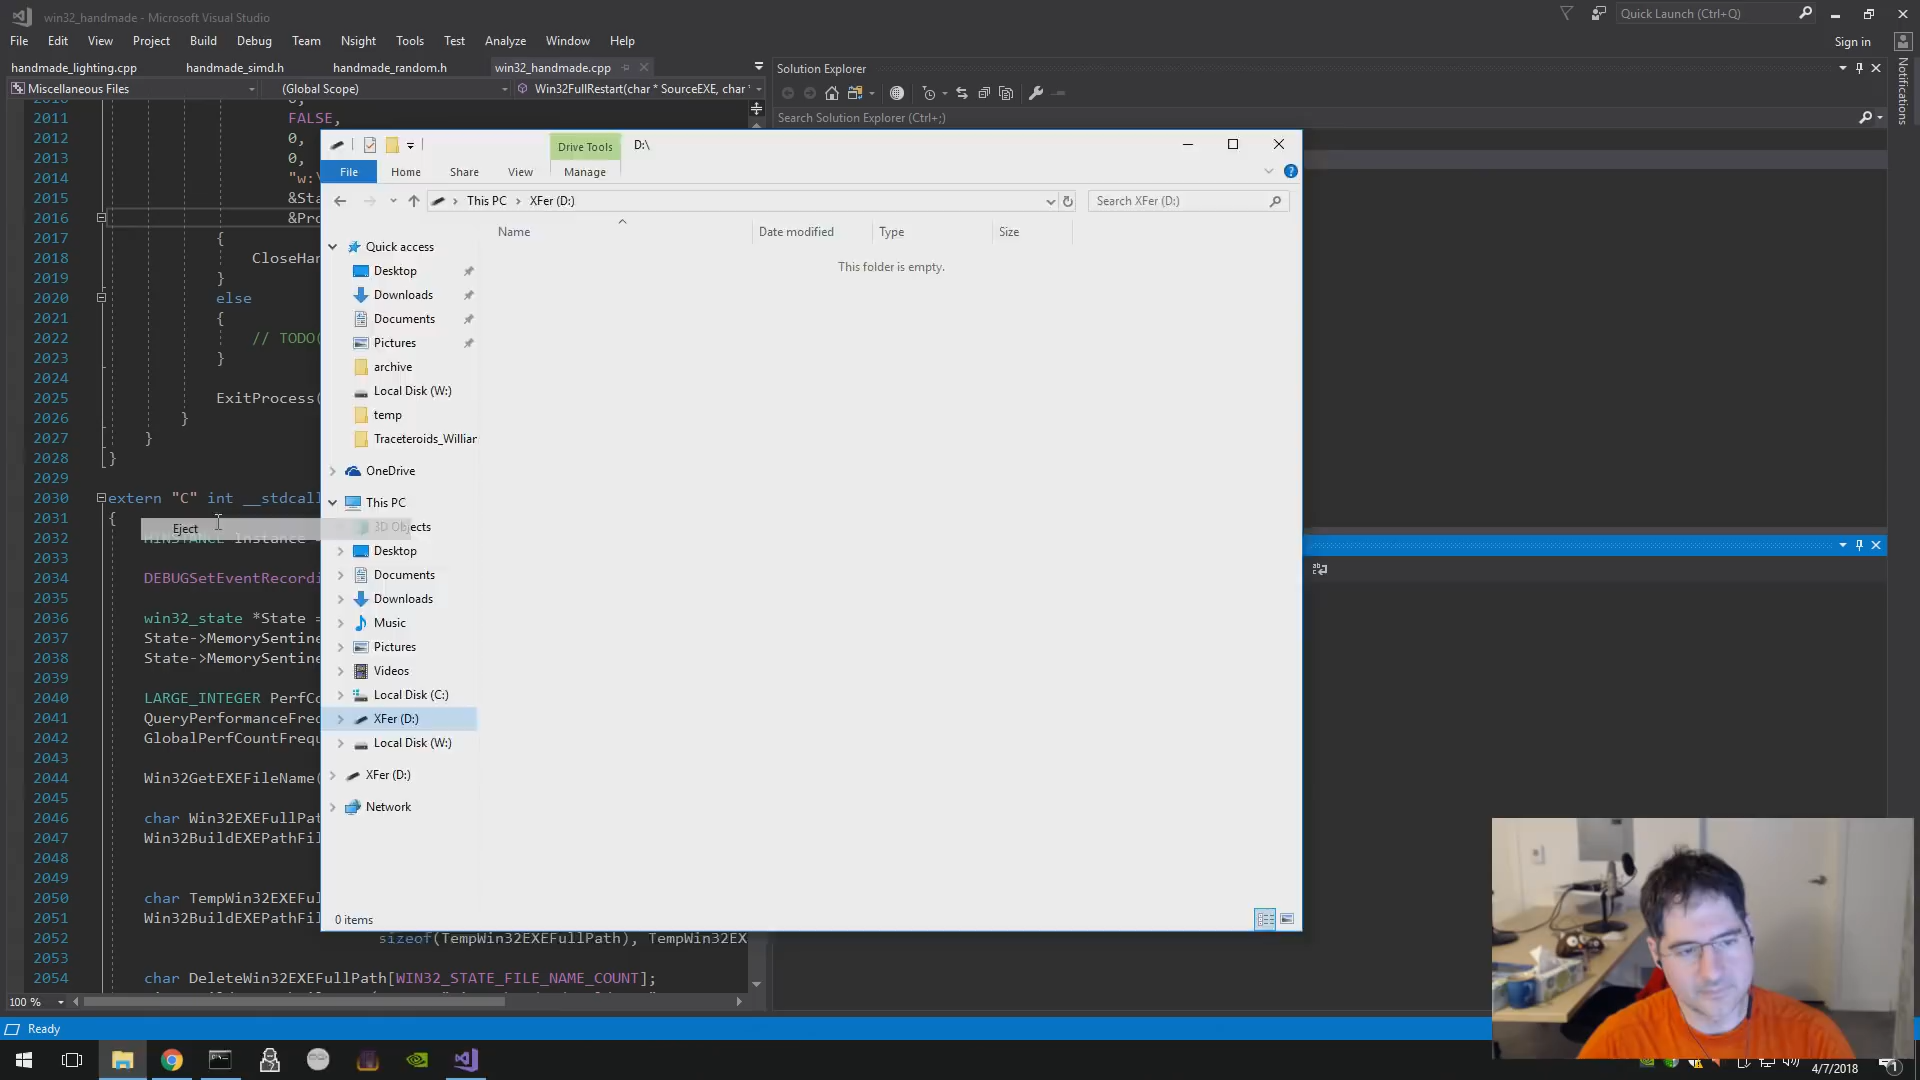 win32_handmade - Microsoft Visual Studio
Quick Launch (Ctrl+Q)
File Edit View Project Build Debug Team Nsight Tools Test Analyze Window Help
Sign in
handmade_lighting.cpp handmade_simd.h handmade_random.h win32_handmade.cpp
Solution Explorer
Notifications
Miscellaneous Files
(Global Scope)
Win32FullRestart(char * SourceEXE, char *
Search Solution Explorer (Ctrl+;)
2011 FALSE,
2012 0,
2013 0,
2014 "w:\
2015 &Sta
2016 &Pro
2017 {
2018 CloseHan
2019 }
2020 else
2021 {
2022 // TODO(
2023 }
2024
2025 ExitProcess(
2026 }
2027 }
2028 }
2029
2030 extern "C" int __stdcall
2031 {
2032 HINSTANCE Instance
2033
2034 DEBUGSetEventRecordi
2035
2036 win32_state *State =
2037 State->MemorySentine
2038 State->MemorySentine
2039
2040 LARGE_INTEGER PerfCo
2041 QueryPerformanceFreq
2042 GlobalPerfCountFrequ
2043
2044 Win32GetEXEFileName(
2045
2046 char Win32EXEFullPat
2047 Win32BuildEXEPathFil
2048
2050 char TempWin32EXEFul
2051 Win32BuildEXEPathFil
2052 sizeof(TempWin32EXEFullPath), TempWin32EX
2053
2054 char DeleteWin32EXEFullPath[WIN32_STATE_FILE_NAME_COUNT];
Eject
Drive Tools
D:\
File Home Share View Manage
This PC > XFer (D:)
Search XFer (D:)
Name Date modified Type Size
This folder is empty.
Quick access
Desktop
Downloads
Documents
Pictures
archive
Local Disk (W:)
temp
Traceteroids_Willian
OneDrive
This PC
3D Objects
Desktop
Documents
Downloads
Music
Pictures
Videos
Local Disk (C:)
XFer (D:)
Local Disk (W:)
XFer (D:)
Network
0 items
100 %
Ready
4/7/2018
1